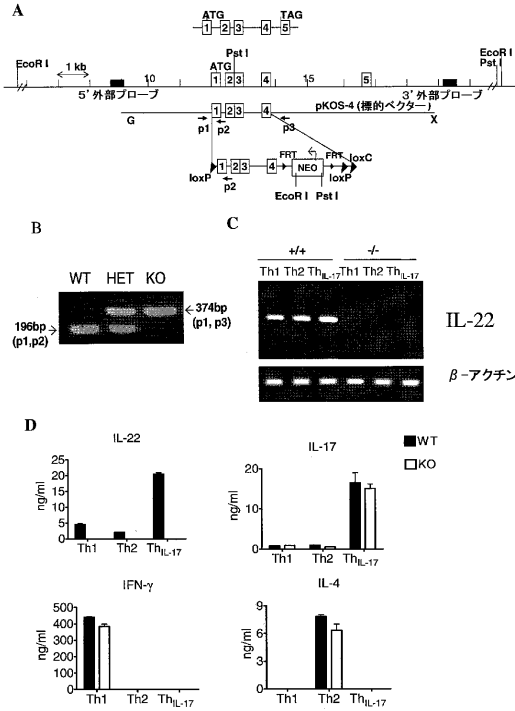 A
ATG TAG
1 2 3 4 5
EcoR I
1 kb
ATG
Pst I
EcoR I
Pst I
10
1 2 3 4
15
5
5' 外部プローブ
3' 外部プローブ
pKOS-4 (標的ベクター)
G
1 2 3 4
X
p1 p2
p3
loxP
1 2 3 4
FRT
NEO
FRT
loxP
loxC
p2
EcoR I Pst I
B
WT HET KO
374bp
(p1, p3)
196bp
(p1,p2)
C
+/+ -/-
Th1 Th2 ThIL-17 Th1 Th2 ThIL-17
IL-22
β-アクチン
D
IL-22
ng/ml
25
20
15
10
5
0
Th1 Th2 ThIL-17
IL-17
WT
KO
ng/ml
20
10
0
Th1 Th2 ThIL-17
IFN-γ
ng/ml
500
400
300
200
100
0
Th1 Th2 ThIL-17
IL-4
ng/ml
9
6
3
0
Th1 Th2 ThIL-17